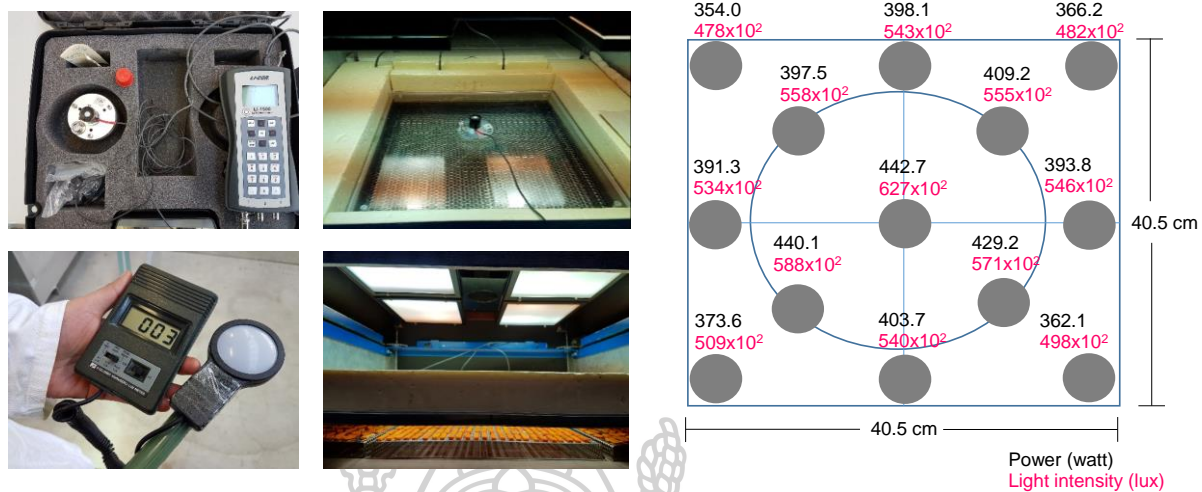 354.0
478x10²
398.1
543x10²
366.2
482x10²
397.5
558x10²
409.2
555x10²
391.3
534x10²
442.7
627x10²
393.8
546x10²
440.1
588x10²
429.2
571x10²
373.6
509x10²
403.7
540x10²
362.1
498x10²
40.5 cm
40.5 cm
Power (watt)
Light intensity (lux)
003